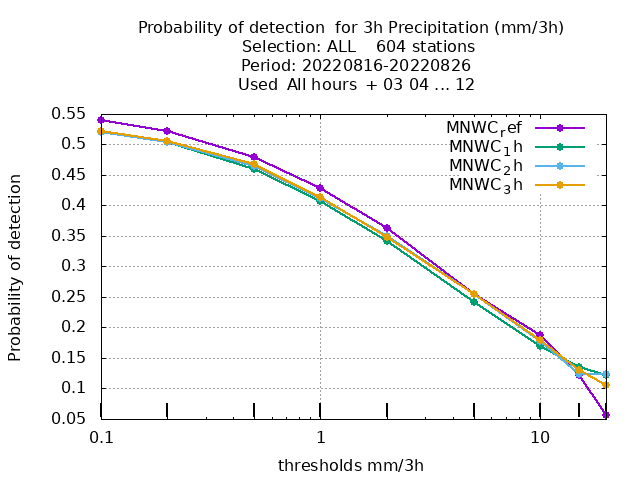 Probability of detection  for 3h Precipitation (mm/3h)
Selection: ALL    604 stations
Period: 20220816-20220826
Used  All hours  + 03 04 ... 12
0.55
0.5
0.45
0.4
0.35
0.3
0.25
0.2
0.15
0.1
0.05
Probability of detection
MNWC_ref
MNWC_1h
MNWC_2h
MNWC_3h
0.1 1 10
thresholds mm/3h